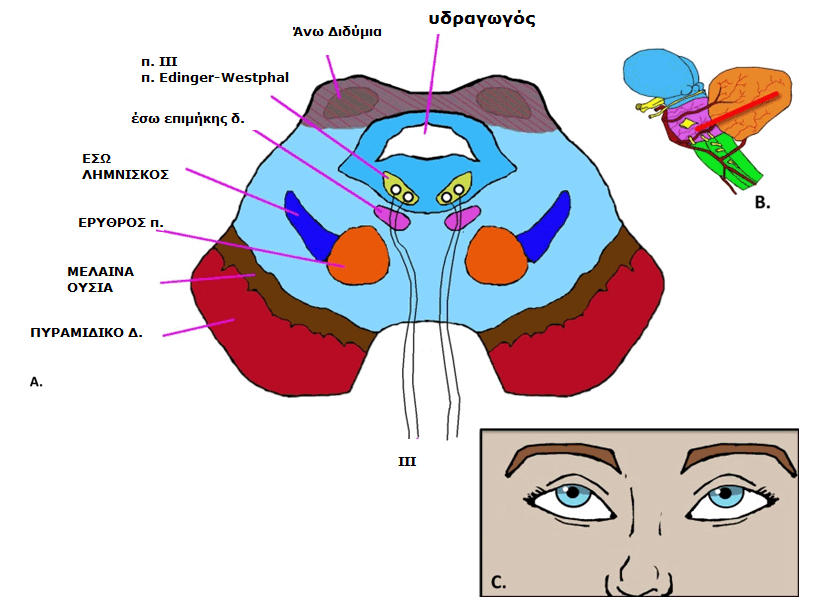 υδραγωγός
Άνω Διδύμια
π. III
π. Edinger-Westphal
έσω επιμήκης δ.
ΕΣΩ
ΛΗΜΝΙΣΚΟΣ
ΕΡΥΘΡΟΣ π.
ΜΕΛΑΙΝΑ
ΟΥΣΙΑ
ΠΥΡΑΜΙΔΙΚΟ Δ.
A.
III
B.
C.